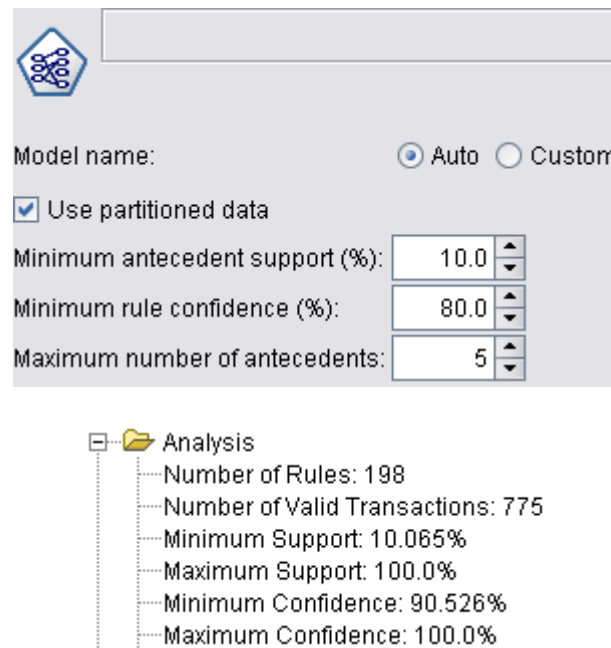 Model name: Auto Custom
Use partitioned data
Minimum antecedent support (%): 10.0
Minimum rule confidence (%): 80.0
Maximum number of antecedents: 5
Analysis
Number of Rules: 198
Number of Valid Transactions: 775
Minimum Support: 10.065%
Maximum Support: 100.0%
Minimum Confidence: 90.526%
Maximum Confidence: 100.0%